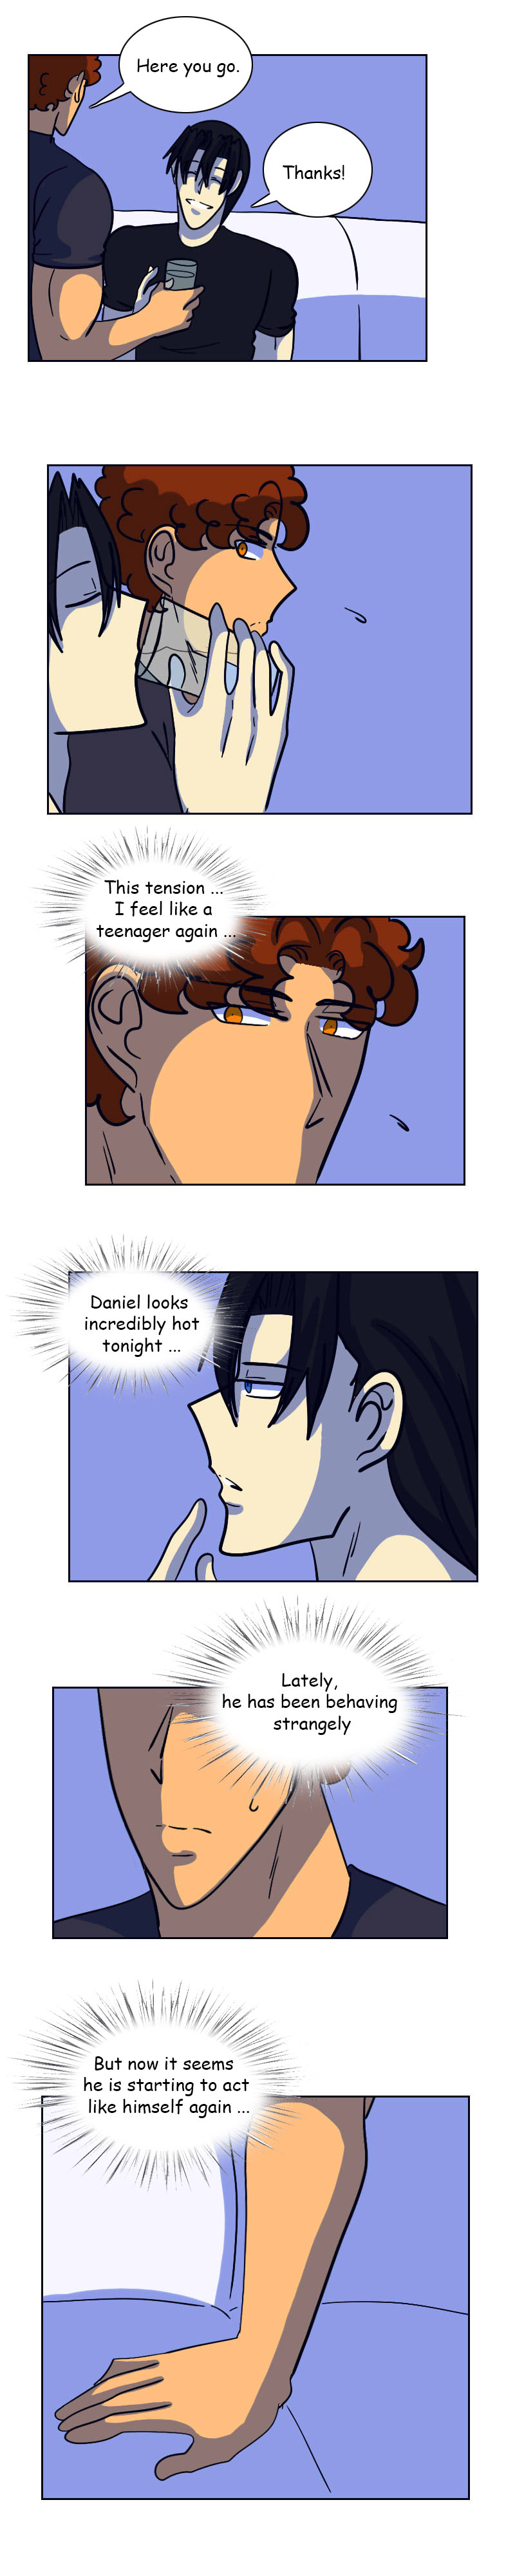 Here you go.
Thanks!
This tension ...
I feel like a
teenager again ...
Daniel looks
incredibly hot
tonight ...
Lately,
he has been behaving
strangely
But now it seems
he is starting to act
like himself again ...